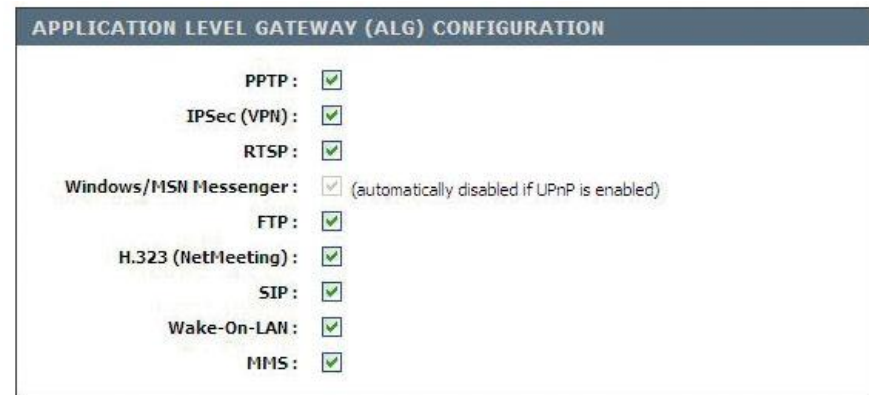 APPLICATION LEVEL GATEWAY (ALG) CONFIGURATION
PPTP :
IPSec (VPN) :
RTSP :
Windows/MSN Messenger : (automatically disabled if UPnP is enabled)
FTP :
H.323 (NetMeeting) :
SIP :
Wake-On-LAN :
MMS :